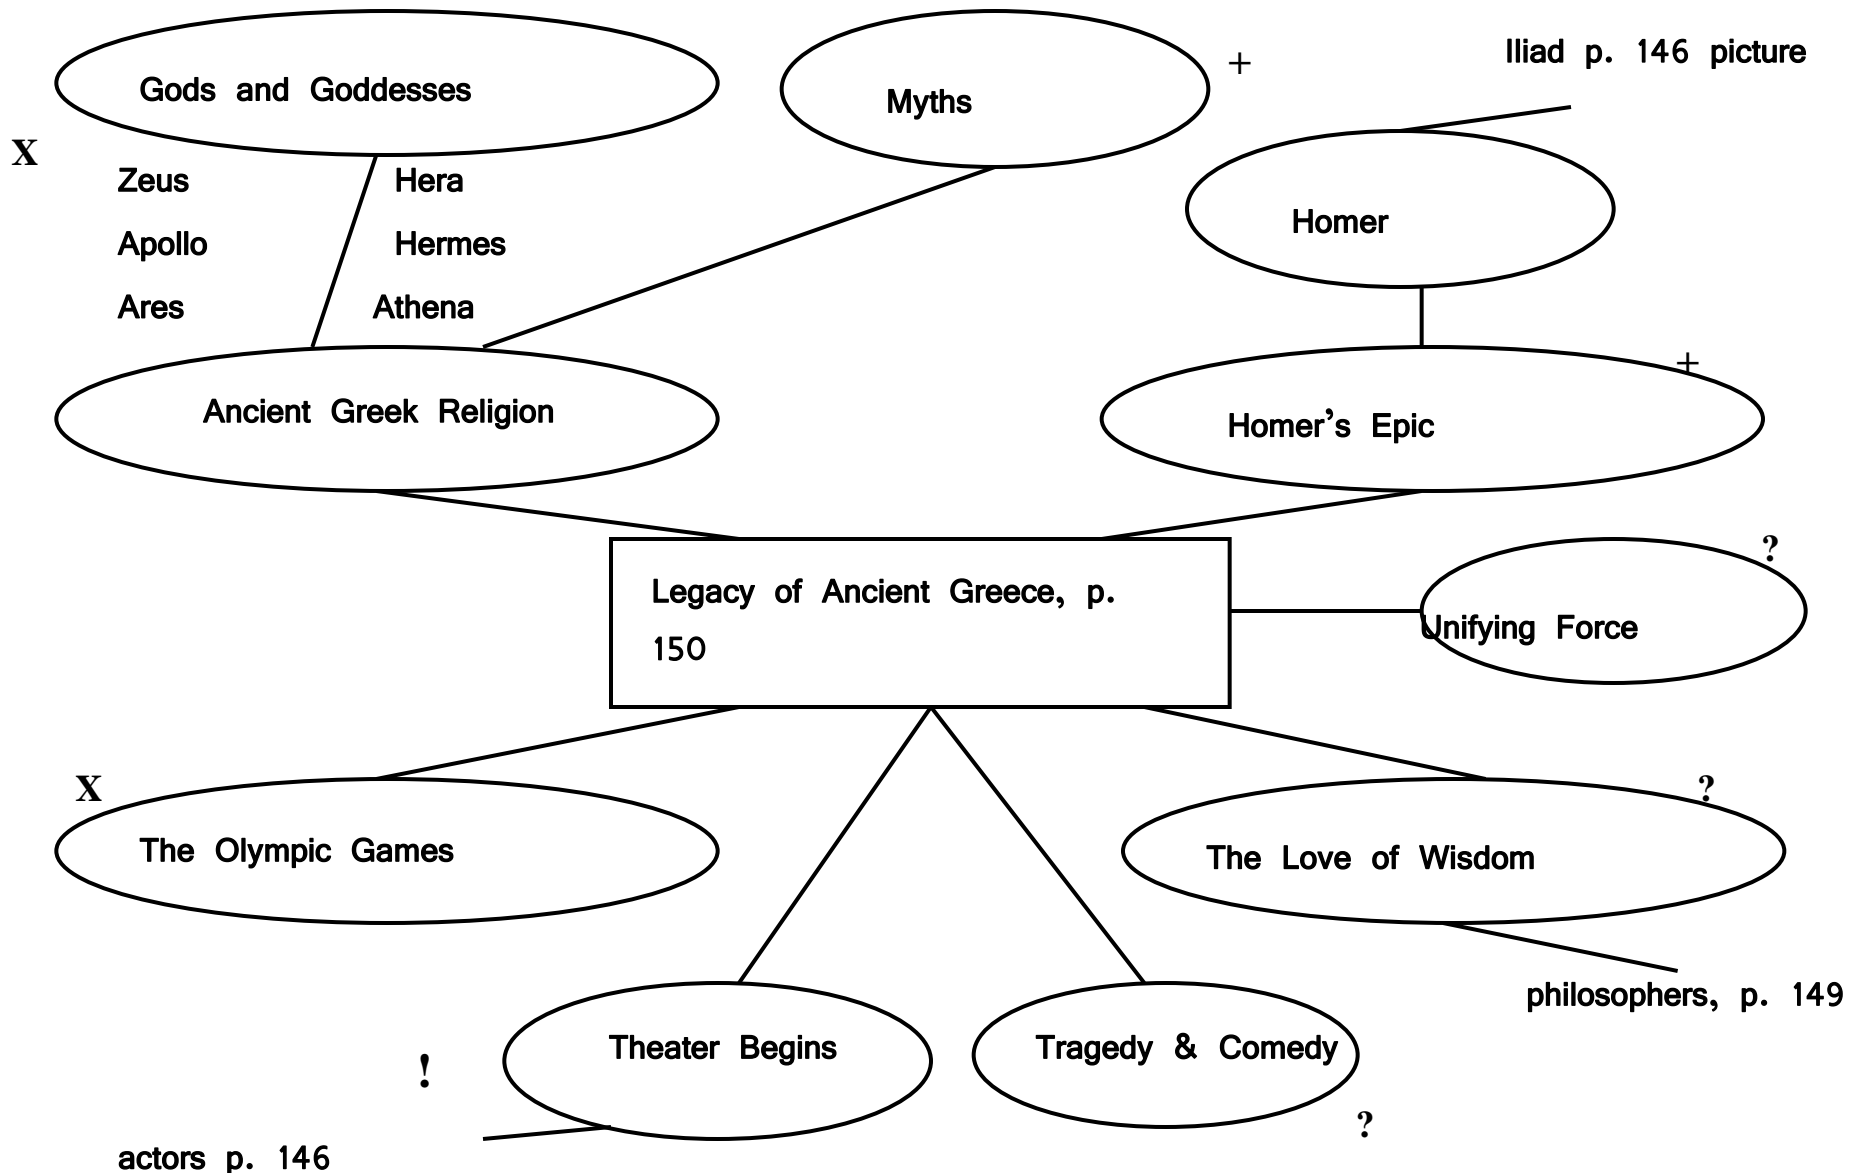 Iliad p. 146 picture
Gods and Goddesses
Myths
+
X
Zeus Hera
Homer
Apollo Hermes
Ares Athena
+
Ancient Greek Religion
Homer’s Epic
?
Legacy of Ancient Greece, p.
150
Unifying Force
X
?
The Olympic Games
The Love of Wisdom
philosophers, p. 149
Theater Begins
Tragedy & Comedy
!
?
actors p. 146